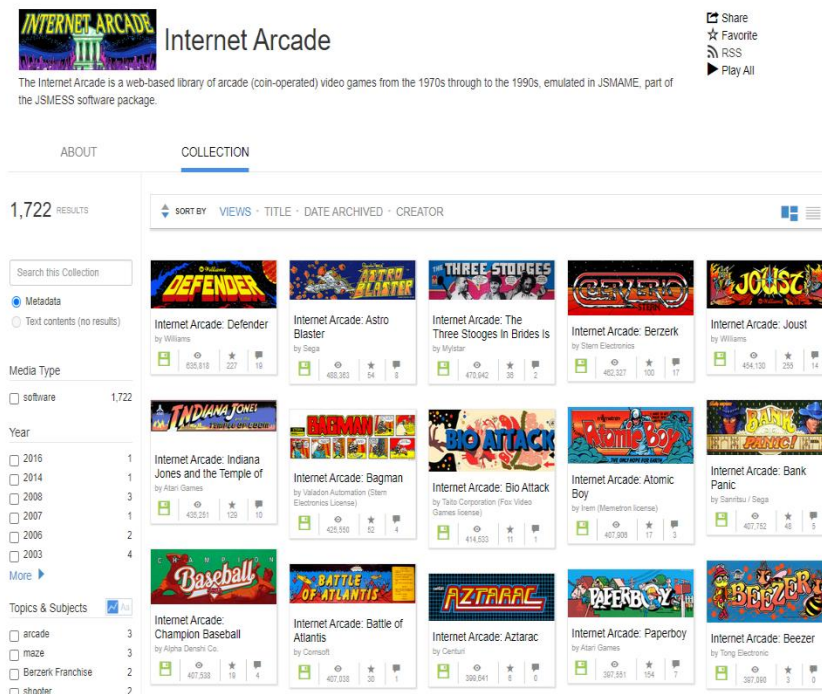 INTERNET ARCADE
Internet Arcade
Share
Favorite
RSS
Play All
The Internet Arcade is a web-based library of arcade (coin-operated) video games from the 1970s through to the 1990s, emulated in JSMAME, part of
the JSMESS software package.
ABOUT
COLLECTION
1,722 RESULTS
SORT BY VIEWS · TITLE · DATE ARCHIVED · CREATOR
Search this Collection
Metadata
Text contents (no results)
Media Type
software 1,722
Year
2016 1
2014 1
2008 3
2007 1
2006 2
2003 4
More
Topics & Subjects
Aa
arcade 3
maze 3
Berzerk Franchise 2
shooter 2
Williams
DEFENDER
Internet Arcade: Defender
by Williams
635,818 227 19
ASTRO
BLASTER
Internet Arcade: Astro
Blaster
by Sega
488,363 54 8
THE THREE STOOGES
Internet Arcade: The
Three Stooges In Brides Is
by Mylstar
470,942 36 2
BERZERK
STERN
Internet Arcade: Berzerk
by Stern Electronics
462,327 100 17
JOUST
Williams
Internet Arcade: Joust
by Williams
454,130 255 14
INDIANA JONES
TEMPLE OF DOOM
Internet Arcade: Indiana
Jones and the Temple of
by Atari Games
435,251 129 10
BAGMAN
Internet Arcade: Bagman
by Valadon Automation (Stern
Electronics License)
425,550 52 4
BIO ATTACK
Internet Arcade: Bio Attack
by Taito Corporation (Fox Video
Games license)
414,533 11 1
Atomic Boy
Internet Arcade: Atomic
Boy
by Irem (Memetron license)
407,906 17 3
BANK
PANIC!
Internet Arcade: Bank
Panic
by Sanritsu / Sega
407,752 48 5
CHAMPION
Baseball
Internet Arcade:
Champion Baseball
by Alpha Denshi Co.
407,538 19 4
BATTLE
OF ATLANTIS
Internet Arcade: Battle of
Atlantis
by Comsoft
407,038 30 1
AZTARAC
Internet Arcade: Aztarac
by Centuri
399,641 6 0
PAPERBOY
Internet Arcade: Paperboy
by Atari Games
397,551 154 7
BEEZER
Internet Arcade: Beezer
by Tong Electronic
397,090 3 0